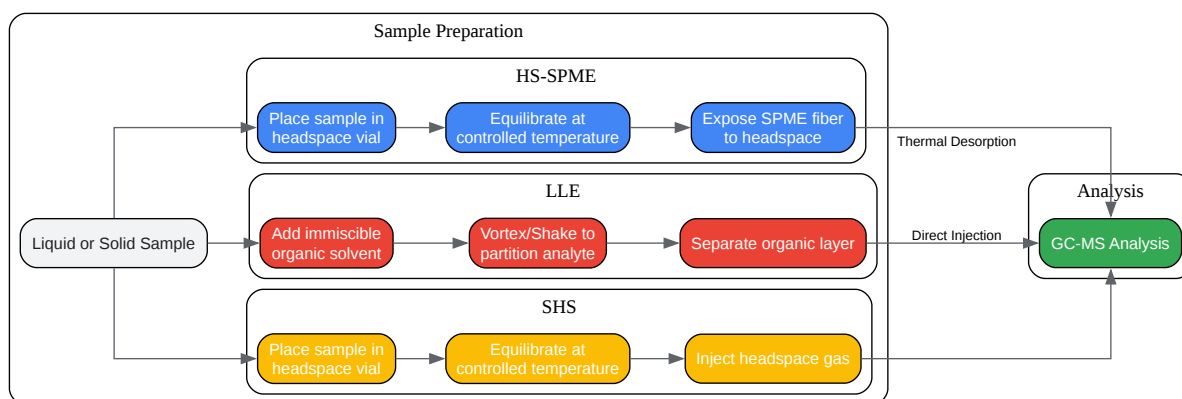 Sample Preparation
HS-SPME
Place sample in
headspace vial
Equilibrate at
controlled temperature
Expose SPME fiber
to headspace
Thermal Desorption
LLE
Liquid or Solid Sample
Add immiscible
organic solvent
Vortex/Shake to
partition analyte
Separate organic layer
Direct Injection
Analysis
GC-MS Analysis
SHS
Place sample in
headspace vial
Equilibrate at
controlled temperature
Inject headspace gas